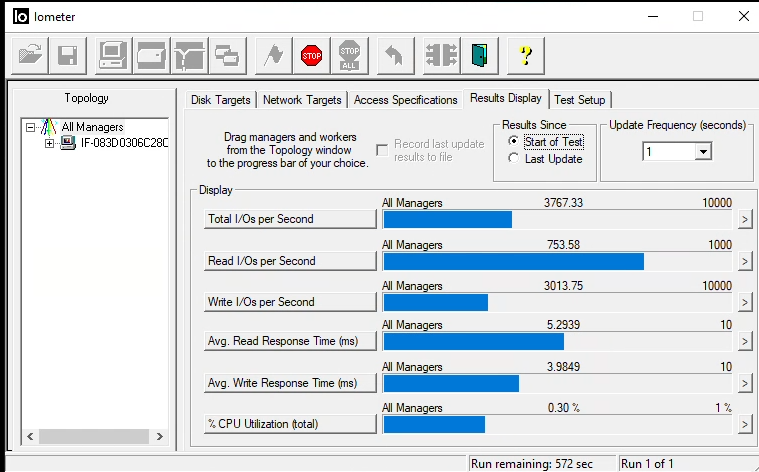 Iometer
STOP
STOP
ALL
?
Topology
All Managers
IF-083D0306C28C
Disk Targets
Network Targets
Access Specifications
Results Display
Test Setup
Drag managers and workers
from the Topology window
to the progress bar of your choice.
Record last update
results to file
Results Since
Start of Test
Last Update
Update Frequency (seconds)
1
Display
All Managers 3767.33 10000
Total I/Os per Second >
All Managers 753.58 1000
Read I/Os per Second >
All Managers 3013.75 10000
Write I/Os per Second >
All Managers 5.2939 10
Avg. Read Response Time (ms) >
All Managers 3.9849 10
Avg. Write Response Time (ms) >
All Managers 0.30 % 1 %
% CPU Utilization (total) >
Run remaining: 572 sec
Run 1 of 1